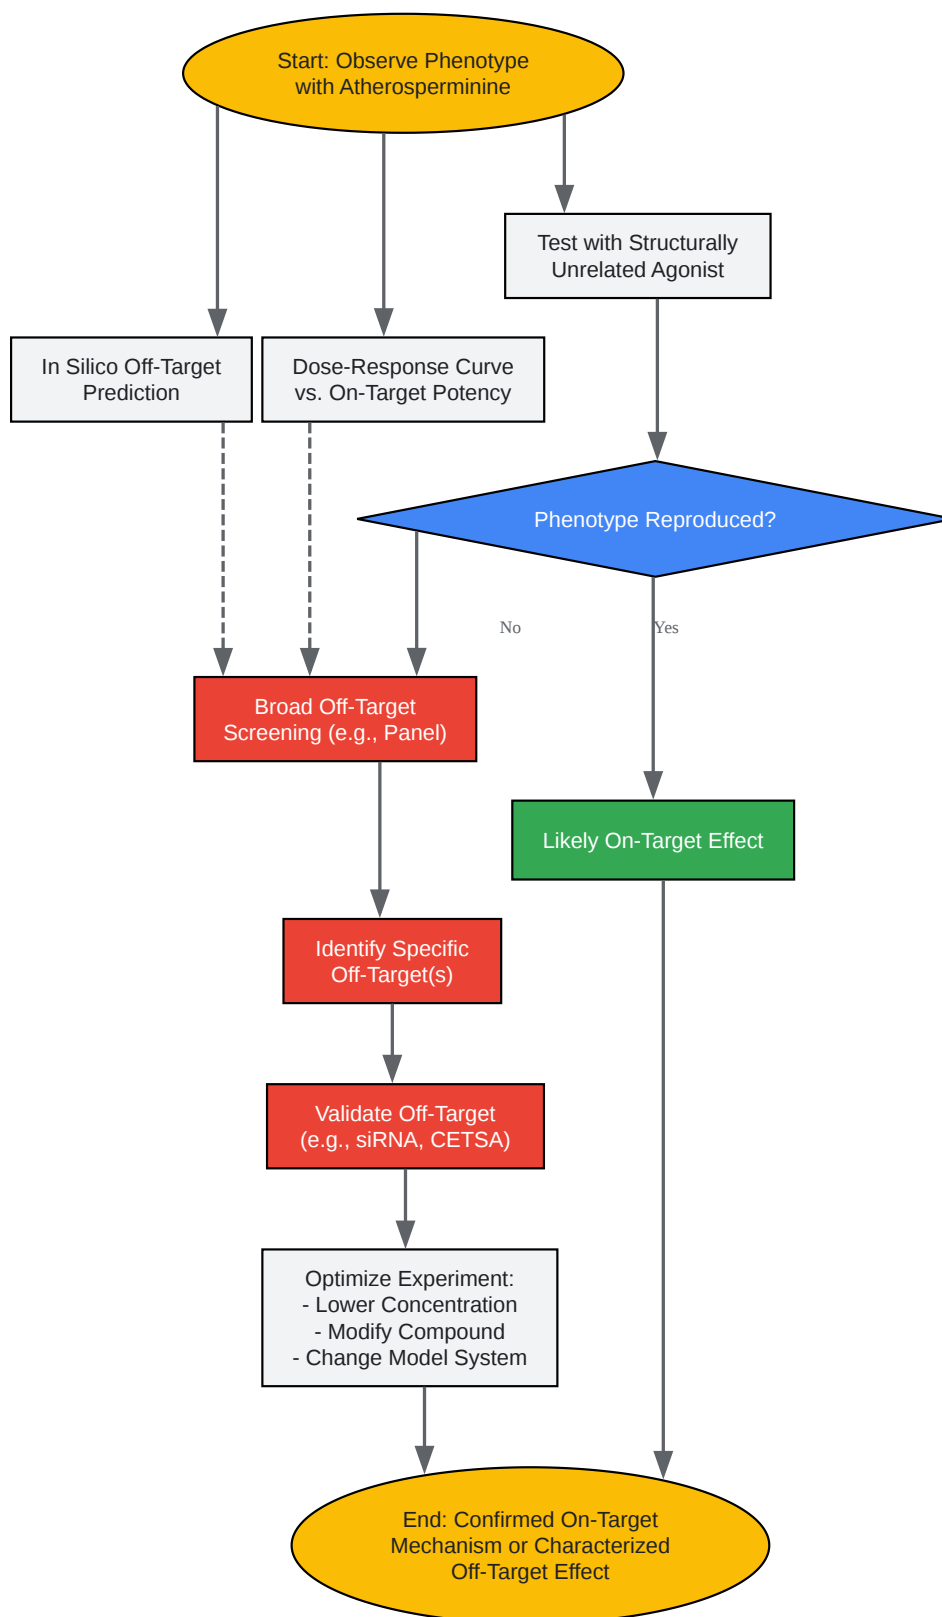 Start: Observe Phenotype
with Atherosperminine
Test with Structurally
Unrelated Agonist
In Silico Off-Target
Prediction
Dose-Response Curve
vs. On-Target Potency
Phenotype Reproduced?
No
Yes
Broad Off-Target
Screening (e.g., Panel)
Likely On-Target Effect
Identify Specific
Off-Target(s)
Validate Off-Target
(e.g., siRNA, CETSA)
Optimize Experiment:
- Lower Concentration
- Modify Compound
- Change Model System
End: Confirmed On-Target
Mechanism or Characterized
Off-Target Effect